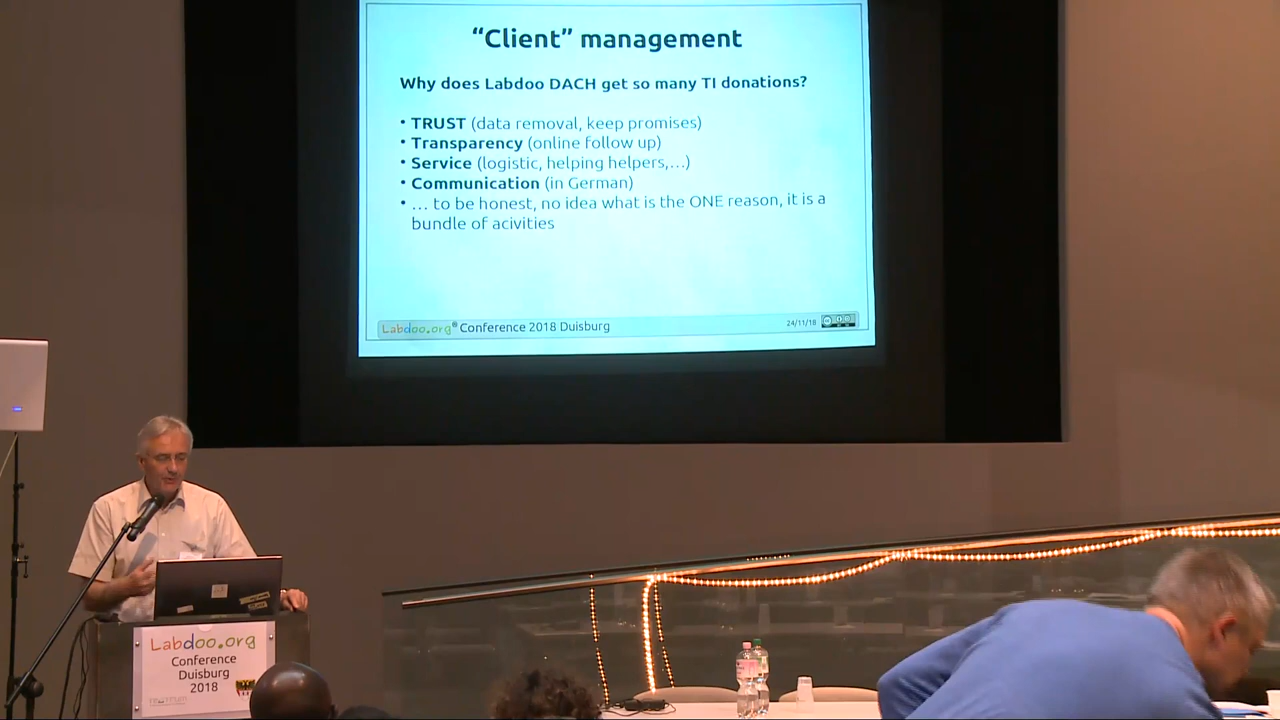 “Client” management
Why does Labdoo DACH get so many TI donations?
• TRUST (data removal, keep promises)
• Transparency (online follow up)
• Service (logistic, helping helpers,...)
• Communication (in German)
• ... to be honest, no idea what is the ONE reason, it is a
bundle of acivities
Labdoo.org® Conference 2018 Duisburg
24/11/18
Labdoo.org
Conference
Duisburg
2018